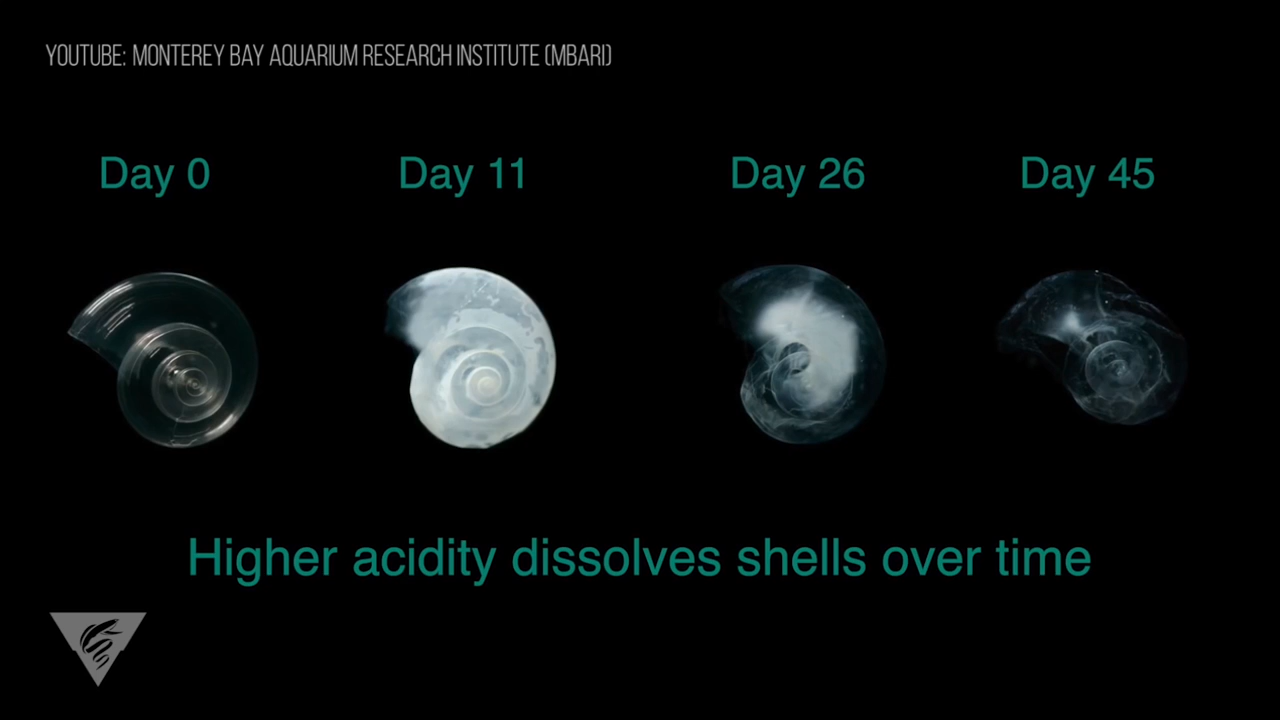 YOUTUBE: MONTEREY BAY AQUARIUM RESEARCH INSTITUTE (MBARI)
Day 0
Day 11
Day 26
Day 45
Higher acidity dissolves shells over time